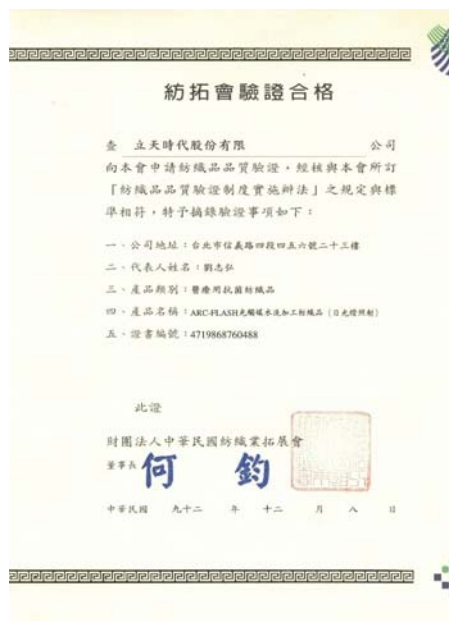 紡拓會驗證合格
查 立天時代股份有限 公司
向本會申請紡織品品質驗證，經核與本會所訂
『紡織品品質驗證制度實施辦法』之規定與標
準相符，特予摘錄驗證事項如下：
一、公司地址：台北市信義路四段四五六號二十三樓
二、代表人姓名：劉志仁
三、產品類別：醫療用抗菌紡織品
四、產品名稱：ARC-FLASH光觸媒水洗加工紡織品（日光燈照射）
五、證書編號：4719868760488
此證
財團法人中華民國紡織業拓展會
董事長 何鈞
中華民國 九十二 年 十二 月 八 日